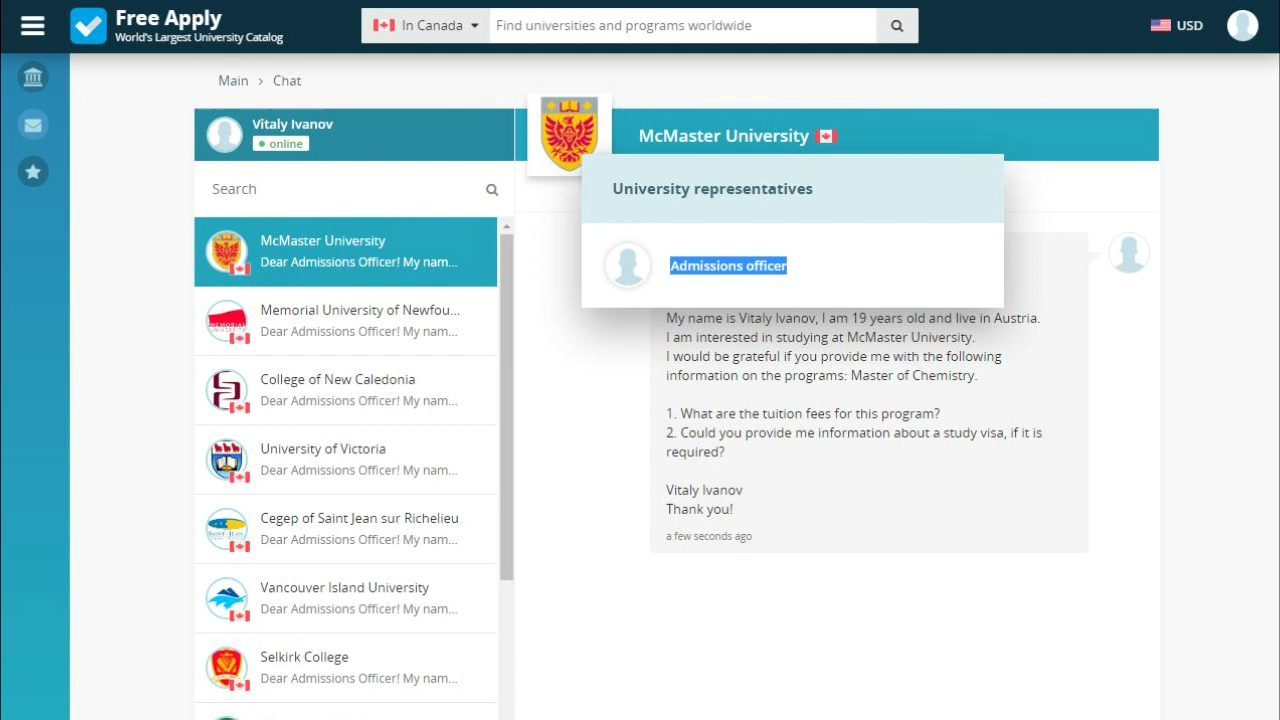 Free Apply
World's Largest University Catalog
In Canada
Find universities and programs worldwide
USD
Main > Chat
Vitaly Ivanov
online
Search
McMaster University
Dear Admissions Officer! My nam...
Memorial University of Newfou...
Dear Admissions Officer! My nam...
College of New Caledonia
Dear Admissions Officer! My nam...
University of Victoria
Dear Admissions Officer! My nam...
Cegep of Saint Jean sur Richelieu
Dear Admissions Officer! My nam...
Vancouver Island University
Dear Admissions Officer! My nam...
Selkirk College
Dear Admissions Officer! My nam...
McMaster University
University representatives
Admissions officer
My name is Vitaly Ivanov, I am 19 years old and live in Austria.
I am interested in studying at McMaster University.
I would be grateful if you provide me with the following
information on the programs: Master of Chemistry.
1. What are the tuition fees for this program?
2. Could you provide me information about a study visa, if it is
required?
Vitaly Ivanov
Thank you!
a few seconds ago